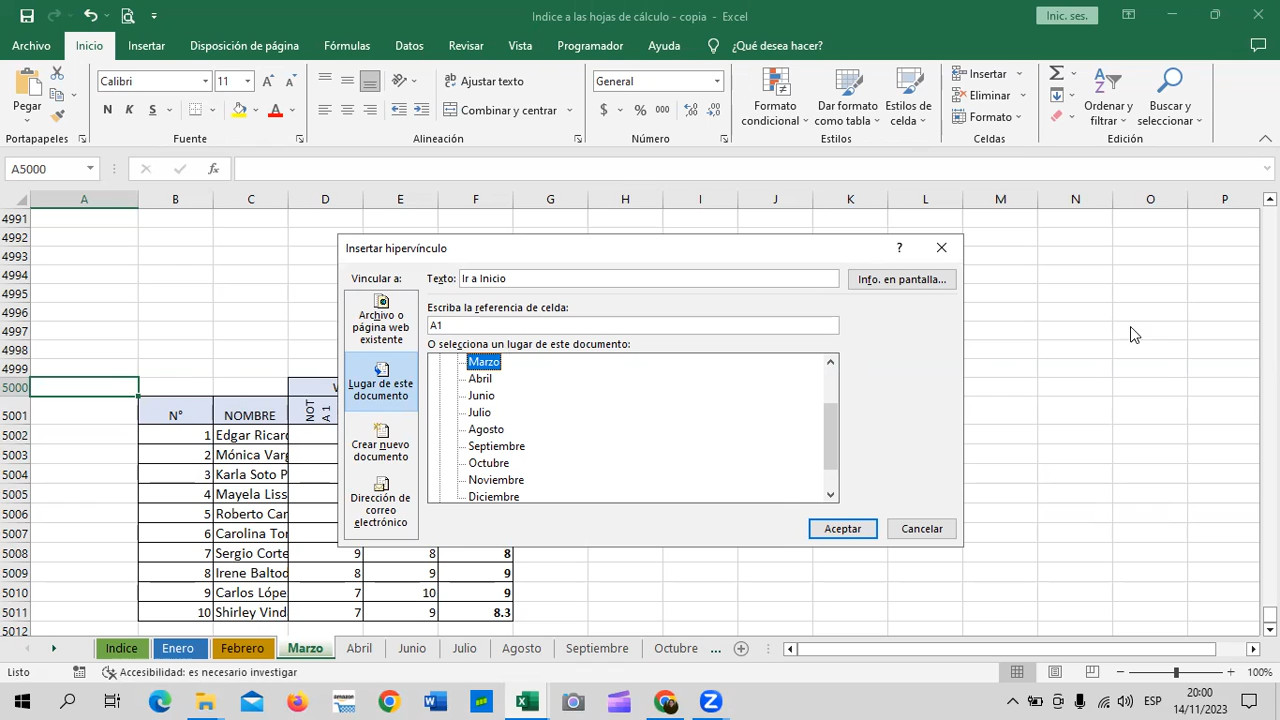 Indice a las hojas de cálculo - copia - Excel
Inic. ses.
Archivo Inicio Insertar Disposición de página Fórmulas Datos Revisar Vista Programador Ayuda ¿Qué desea hacer?
Pegar
Portapapeles
Calibri 11
N K S
Fuente
Ajustar texto
Combinar y centrar
Alineación
General
$ % 000
Número
Formato condicional
Dar formato como tabla
Estilos de celda
Estilos
Insertar
Eliminar
Formato
Celdas
Ordenar y filtrar
Buscar y seleccionar
Edición
A5000 fx
A B C D E F G H I J K L M N O P
4991
4992
4993
4994
4995
4996
4997
4998
4999
5000
5001 N° NOMBRE NOT A 1
5002 1 Edgar Ricard
5003 2 Mónica Varg
5004 3 Karla Soto P
5005 4 Mayela Liss
5006 5 Roberto Car
5007 6 Carolina Tor
5008 7 Sergio Corte 9 8 8
5009 8 Irene Baltod 8 9 9
5010 9 Carlos Lópe 7 10 9
5011 10 Shirley Vind 7 9 8.3
5012
Insertar hipervínculo ?
Vincular a: Texto: Ir a Inicio Info. en pantalla...
Archivo o página web existente
Lugar de este documento
Crear nuevo documento
Dirección de correo electrónico
Escriba la referencia de celda:
A1
O selecciona un lugar de este documento:
Marzo
Abril
Junio
Julio
Agosto
Septiembre
Octubre
Noviembre
Diciembre
Aceptar Cancelar
Indice Enero Febrero Marzo Abril Junio Julio Agosto Septiembre Octubre ...
Listo Accesibilidad: es necesario investigar 100%
ESP 20:00
14/11/2023